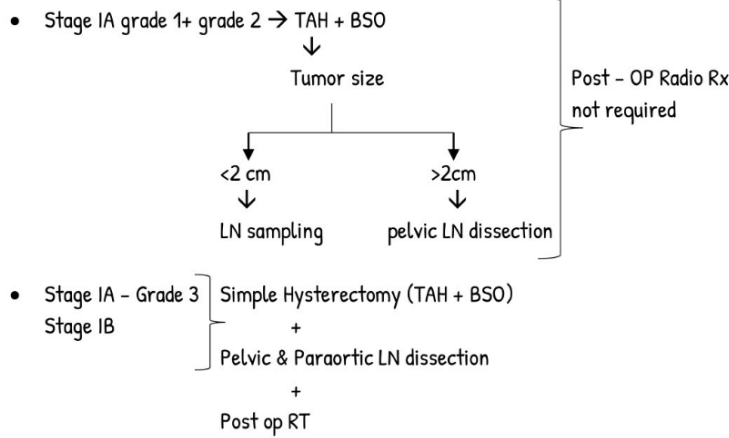 • Stage IA grade 1+ grade 2 → TAH + BSO
↓
Tumor size
Post – OP Radio Rx
not required
<2 cm
>2cm
↓
↓
LN sampling
pelvic LN dissection
• Stage IA – Grade 3
Stage IB
Simple Hysterectomy (TAH + BSO)
+
Pelvic & Paraortic LN dissection
+
Post op RT